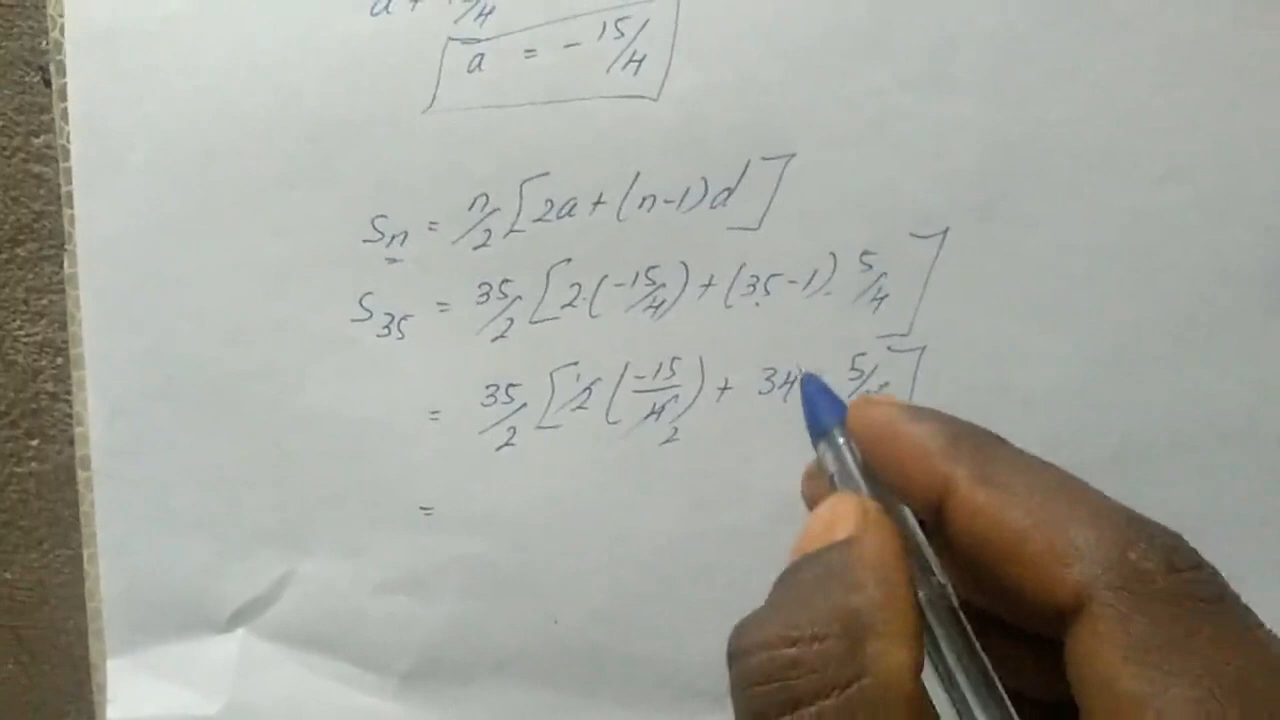 a = -15/4
Sn = n/2 [2a + (n-1)d]
S35 = 35/2 [2.(-15/4) + (35-1). 5/4]
= 35/2 [2 (-15/4) + 34 5/
=